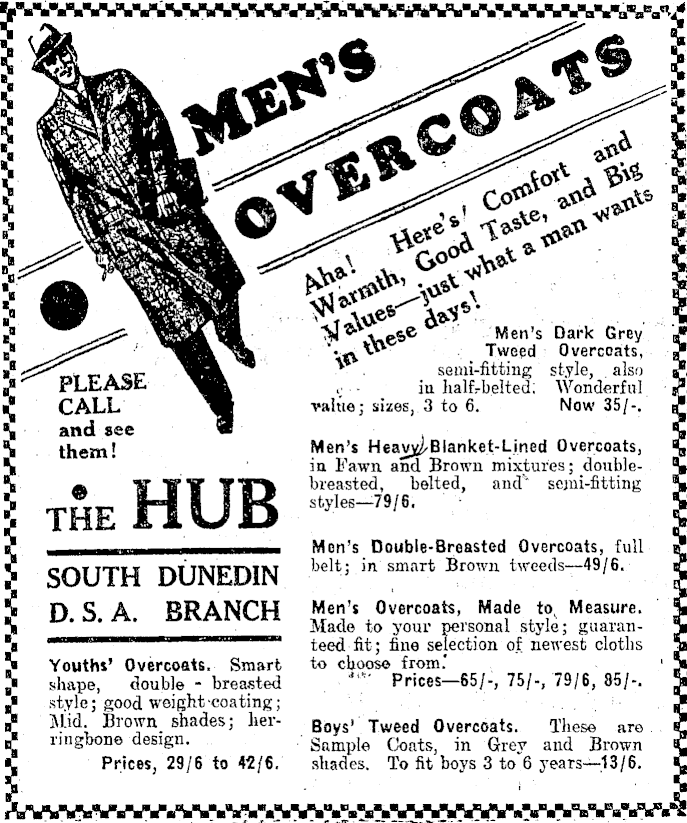 MEN'S
OVERCOATS
Aha! Here's! Comfort and
Warmth, Good Taste, and Big
Values—just what a man wants
in these days!
PLEASE
CALL
and see
them!
THE HUB
SOUTH DUNEDIN
D. S. A. BRANCH
Youths' Overcoats. Smart
shape, double - breasted
style; good weight coating;
Mid. Brown shades; her-
ringbone design.
Prices, 29/6 to 42/6.
Men's Dark Grey
Tweed Overcoats,
semi-fitting style, also
in half-belted. Wonderful
value; sizes, 3 to 6. Now 35/-.
Men's Heavy Blanket-Lined Overcoats,
in Fawn and Brown mixtures; double-
breasted, belted, and semi-fitting
styles—79/6.
Men's Double-Breasted Overcoats, full
belt; in smart Brown tweeds—49/6.
Men's Overcoats, Made to Measure.
Made to your personal style; guaran-
teed fit; fine selection of newest cloths
to choose from.
Prices—65/-, 75/-, 79/6, 85/-.
Boys' Tweed Overcoats. These are
Sample Coats, in Grey and Brown
shades. To fit boys 3 to 6 years—13/6.